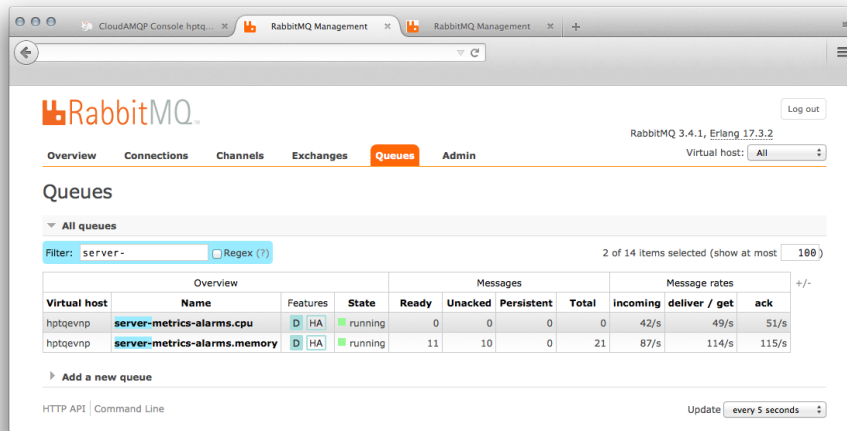 CloudAMQP Console hptq... × RabbitMQ Management × RabbitMQ Management × +
RabbitMQ
Log out
RabbitMQ 3.4.1, Erlang 17.3.2
Overview Connections Channels Exchanges Queues Admin Virtual host: All
Queues
All queues
Filter: server- Regex (?) 2 of 14 items selected (show at most 100 )
Overview Messages Message rates +/-
Virtual host Name Features State Ready Unacked Persistent Total incoming deliver / get ack
hptqevnp server-metrics-alarms.cpu D HA running 0 0 0 0 42/s 49/s 51/s
hptqevnp server-metrics-alarms.memory D HA running 11 10 0 21 87/s 114/s 115/s
Add a new queue
HTTP API Command Line Update every 5 seconds